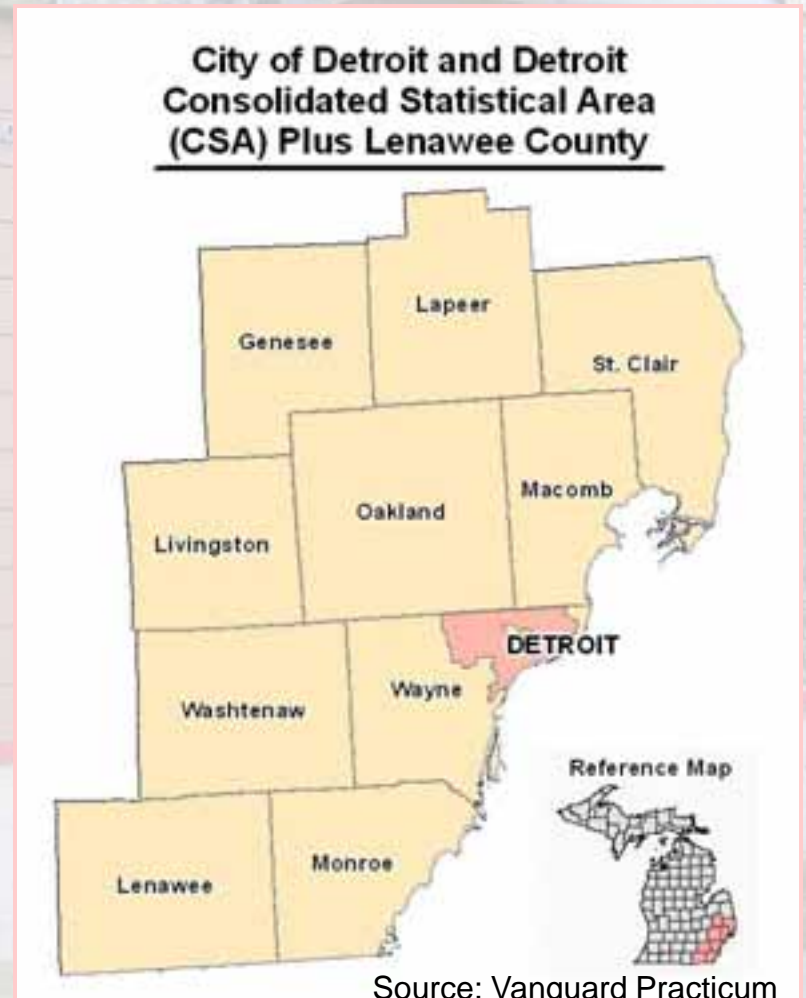 City of Detroit and Detroit
Consolidated Statistical Area
(CSA) Plus Lenawee County
Lapeer
Genesee
St. Clair
Macomb
Oakland
Livingston
DETROIT
Wayne
Washtenaw
Reference Map
Monroe
Lenawee
Source: Vanguard Practicum